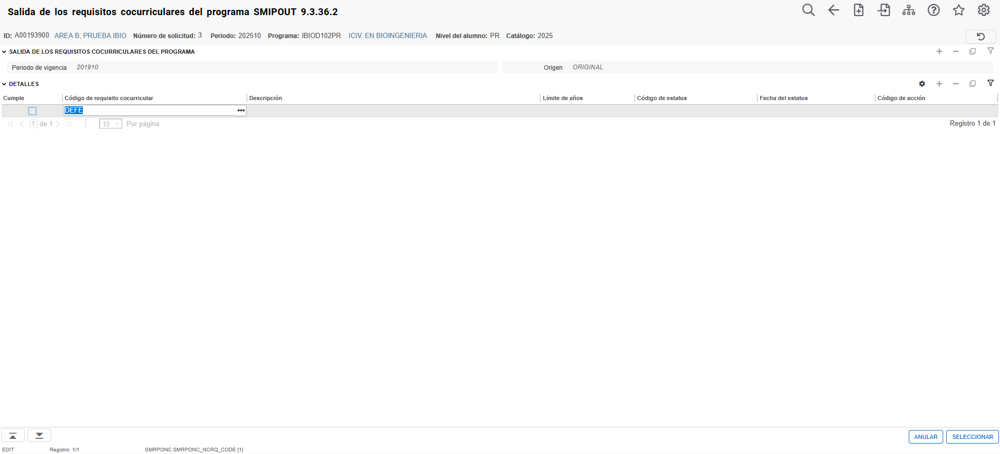 Salida de los requisitos cocurriculares del programa SMIPOUT 9.3.36.2
ID: A00193900 AREA B, PRUEBA IBIO Número de solicitud: 3 Periodo: 202510 Programa: IBIOD102PR ICIV. EN BIOINGENIERIA Nivel del alumno: PR Catálogo: 2025
SALIDA DE LOS REQUISITOS COCURRICULARES DEL PROGRAMA
Periodo de vigencia 201910 Origen ORIGINAL
DETALLES
Cumple Código de requisito cocurricular Descripción Límite de años Código de estatus Fecha del estatus Código de acción
DEFE
1 de 1 10 Por página Registro 1 de 1
ANULAR SELECCIONAR
EDIT Registro: 1/1 SMRPONC.SMRPONC_NCRQ_CODE [1]